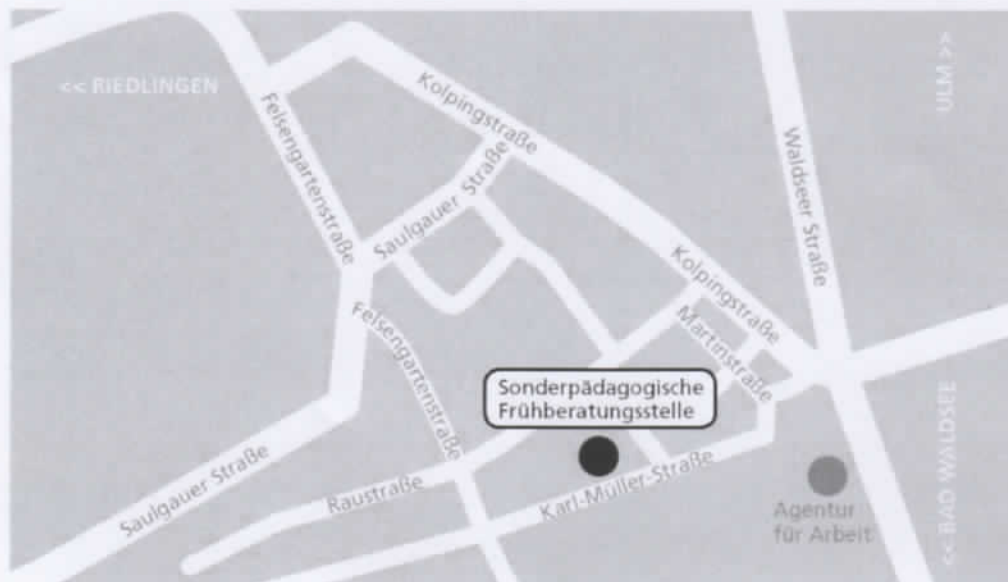 << RIEDLINGEN
ULM >>
Kolpingstraße
Felsengartenstraße
Saulgauer Straße
Waldseer Straße
Kolpingstraße
Martinstraße
Felsengartenstraße
Sonderpädagogische
Frühberatungsstelle
Saulgauer Straße
Raustraße
Karl-Müller-Straße
Agentur
für Arbeit
<< BAD WALDSEE